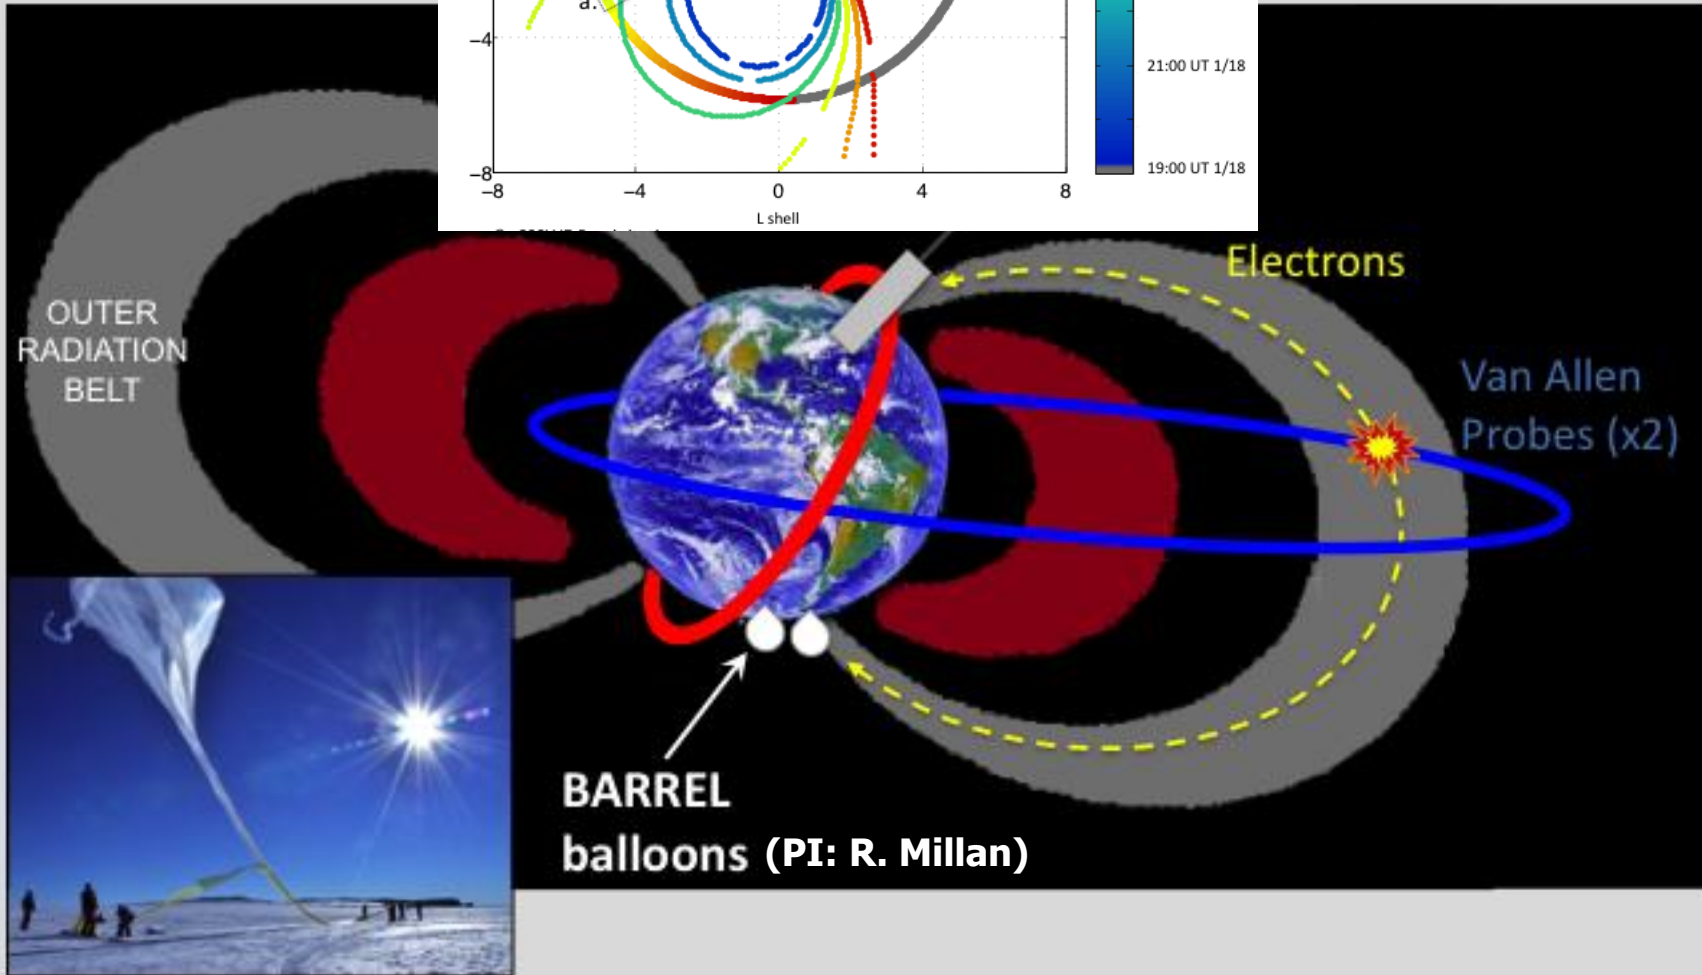 a.
−4
−8
−8
−4
0
4
8
L shell
21:00 UT 1/18
19:00 UT 1/18
Electrons
OUTER
RADIATION
BELT
Van Allen
Probes (x2)
BARREL
balloons (PI: R. Millan)